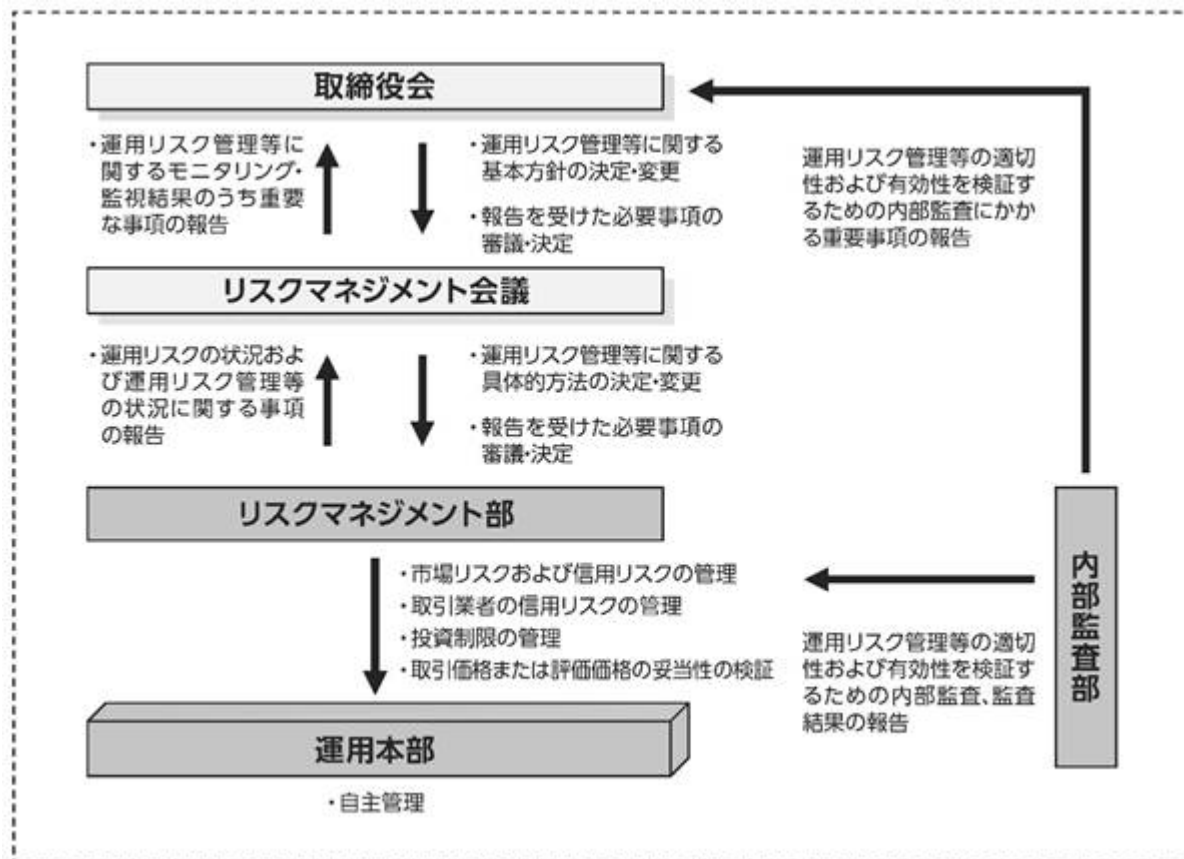 取締役会
・運用リスク管理等に
関するモニタリング・
監視結果のうち重要
な事項の報告
・運用リスク管理等に関する
基本方針の決定・変更
・報告を受けた必要事項の
審議・決定
運用リスク管理等の適切
性および有効性を検証す
るための内部監査にかか
る重要事項の報告
リスクマネジメント会議
・運用リスクの状況およ
び運用リスク管理等
の状況に関する事項
の報告
・運用リスク管理等に関する
具体的方法の決定・変更
・報告を受けた必要事項の
審議・決定
リスクマネジメント部
・市場リスクおよび信用リスクの管理
・取引業者の信用リスクの管理
・投資制限の管理
・取引価格または評価価格の妥当性の検証
内部監査部
運用リスク管理等の適切
性および有効性を検証す
るための内部監査、監査
結果の報告
運用本部
・自主管理